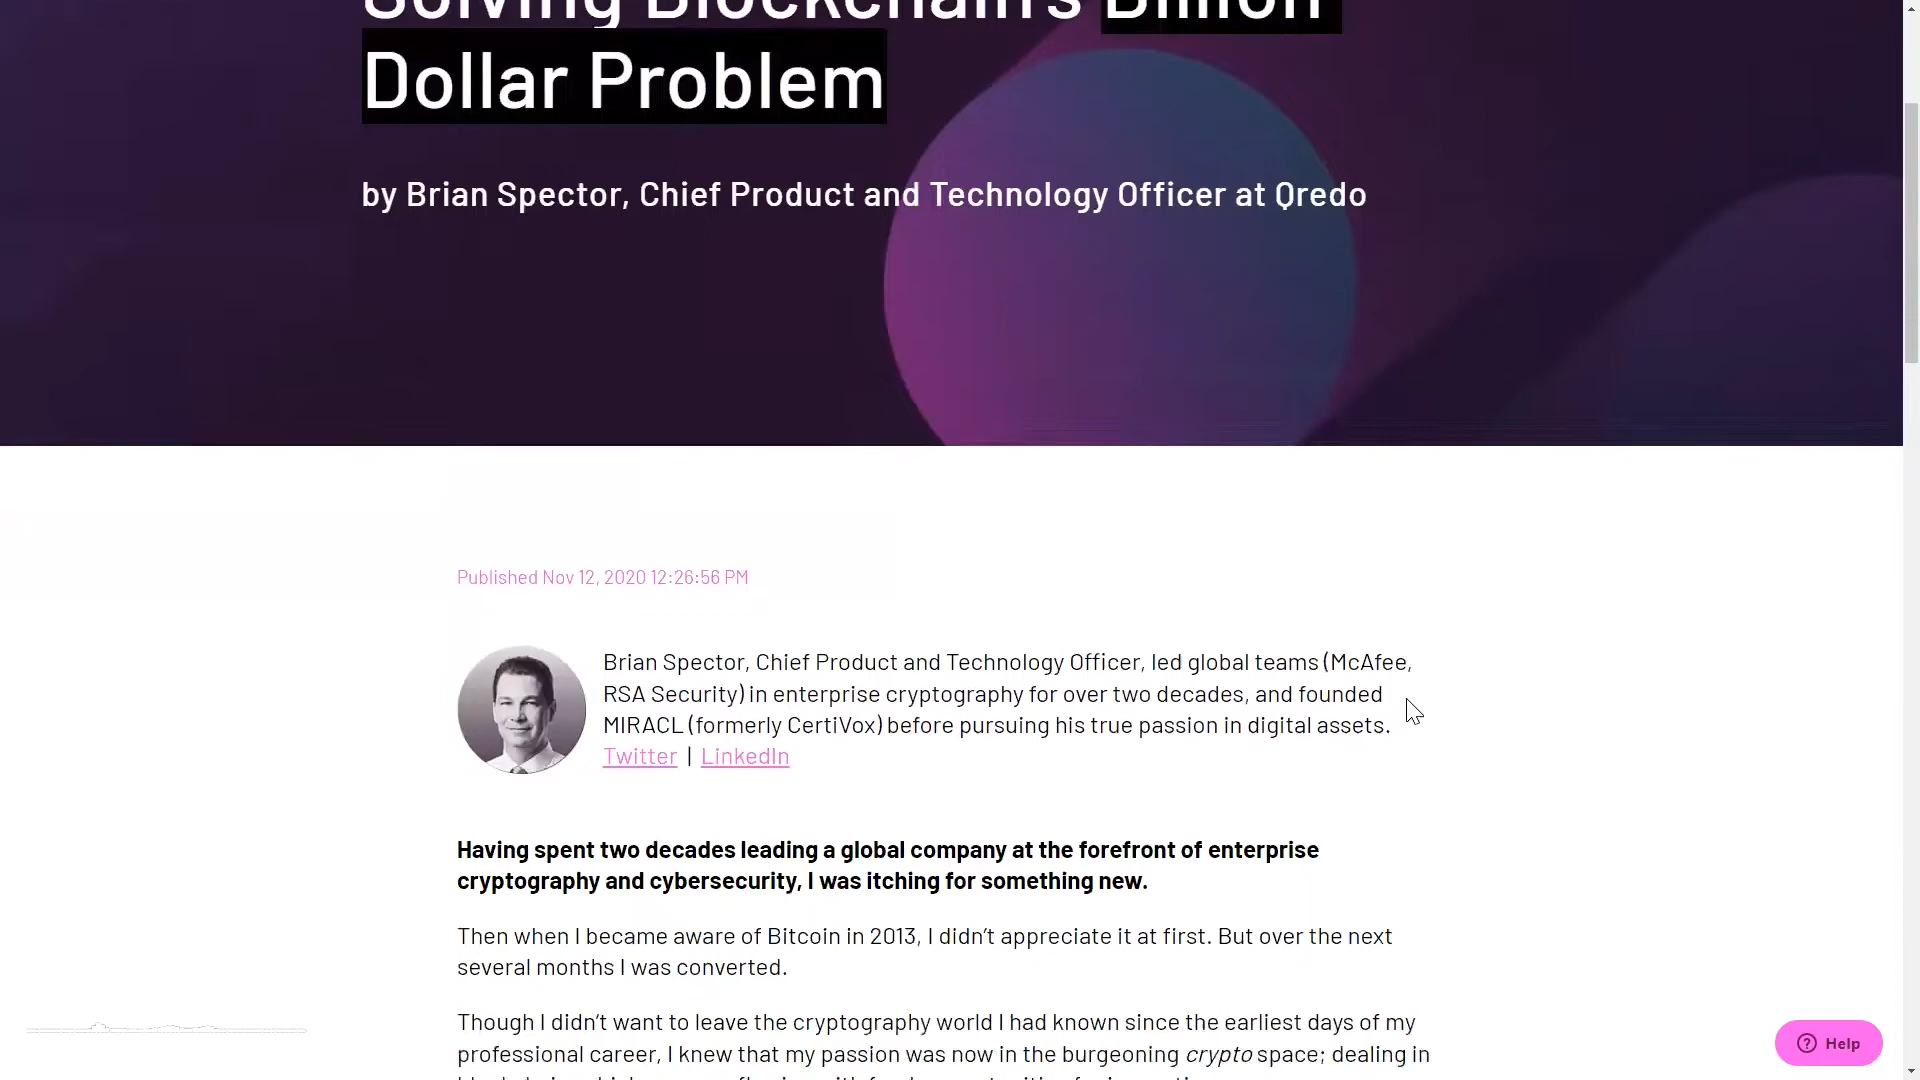 Solving Blockchain's Billion
Dollar Problem
by Brian Spector, Chief Product and Technology Officer at Qredo
Published Nov 12, 2020 12:26:56 PM
Brian Spector, Chief Product and Technology Officer, led global teams (McAfee,
RSA Security) in enterprise cryptography for over two decades, and founded
MIRACL (formerly CertiVox) before pursuing his true passion in digital assets.
Twitter | LinkedIn
Having spent two decades leading a global company at the forefront of enterprise
cryptography and cybersecurity, I was itching for something new.
Then when I became aware of Bitcoin in 2013, I didn’t appreciate it at first. But over the next
several months I was converted.
Though I didn’t want to leave the cryptography world I had known since the earliest days of my
professional career, I knew that my passion was now in the burgeoning crypto space; dealing in
Help